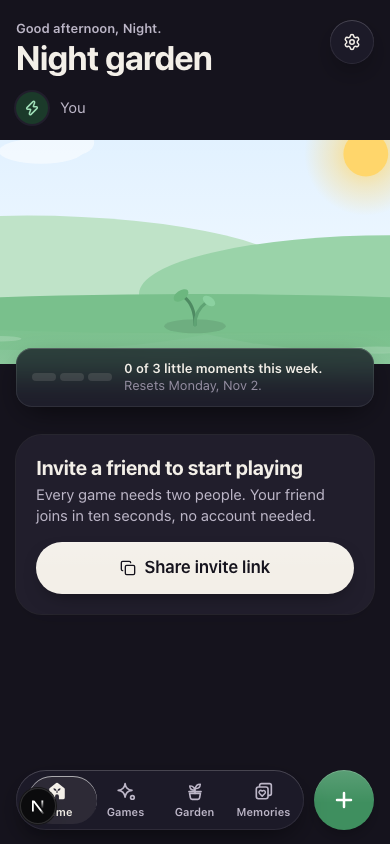 Good afternoon, Night.
Night garden
You
0 of 3 little moments this week.
Resets Monday, Nov 2.
Invite a friend to start playing
Every game needs two people. Your friend
joins in ten seconds, no account needed.
Share invite link
N
me Games Garden Memories